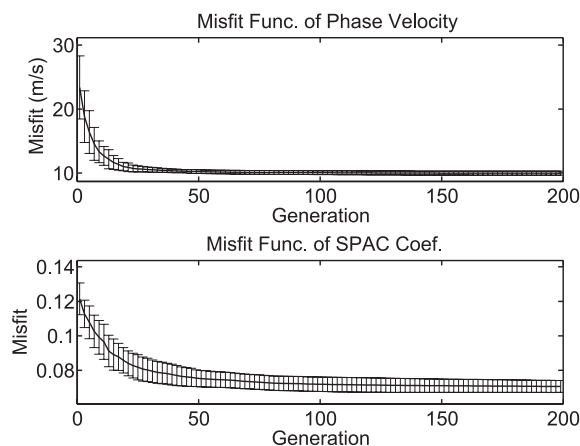 Misfit Func. of Phase Velocity
Misfit (m/s)
30
20
10
0 50 100 150 200
Generation
Misfit Func. of SPAC Coef.
Misfit
0.14
0.12
0.1
0.08
0 50 100 150 200
Generation